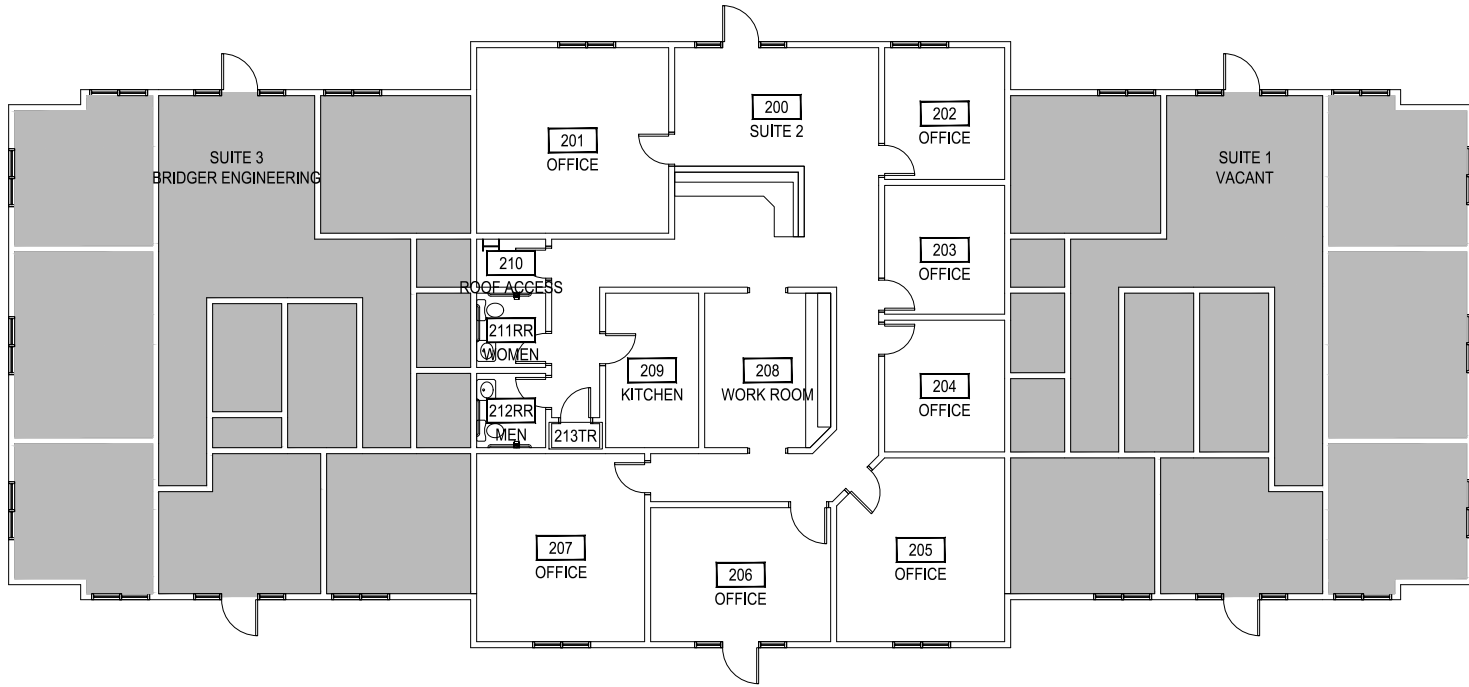 200
SUITE 2
201
OFFICE
202
OFFICE
SUITE 3
BRIDGER ENGINEERING
SUITE 1
VACANT
203
OFFICE
210
ROOF ACCESS
211RR
WOMEN
209
KITCHEN
208
WORK ROOM
204
OFFICE
212RR
MEN
213TR
207
OFFICE
206
OFFICE
205
OFFICE